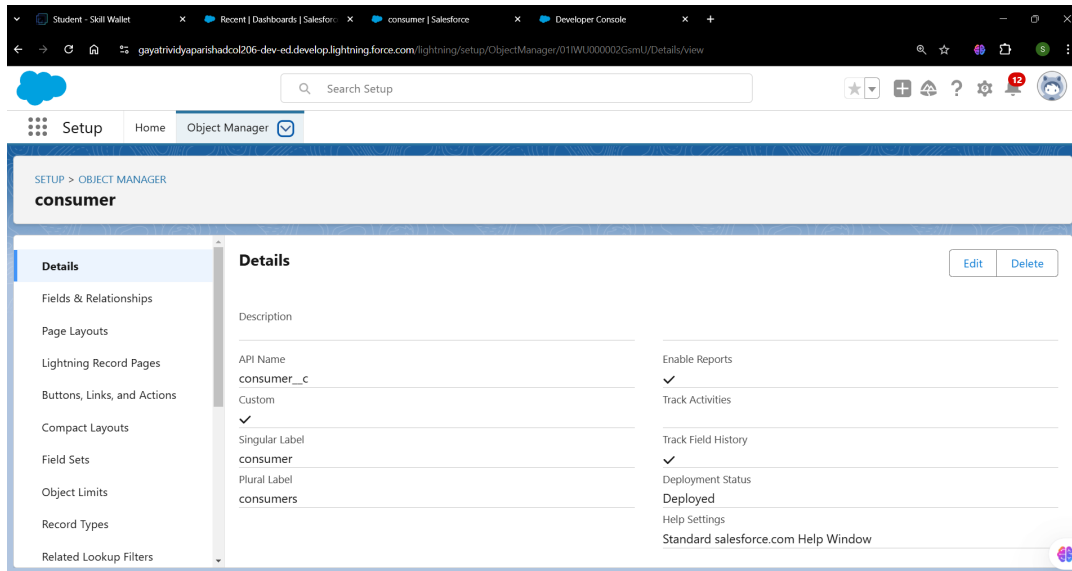 Student - Skill Wallet
Recent | Dashboards | Salesforc
consumer | Salesforce
Developer Console
gayatrividyaparishadcol206-dev-ed.develop.lightning.force.com/lightning/setup/ObjectManager/01IWU000002GsmU/Details/view
S
Search Setup
12
Setup
Home
Object Manager
SETUP > OBJECT MANAGER
consumer
Details
Fields & Relationships
Page Layouts
Lightning Record Pages
Buttons, Links, and Actions
Compact Layouts
Field Sets
Object Limits
Record Types
Related Lookup Filters
Details
Edit
Delete
Description
API Name
consumer__c
Custom
Singular Label
consumer
Plural Label
consumers
Enable Reports
Track Activities
Track Field History
Deployment Status
Deployed
Help Settings
Standard salesforce.com Help Window